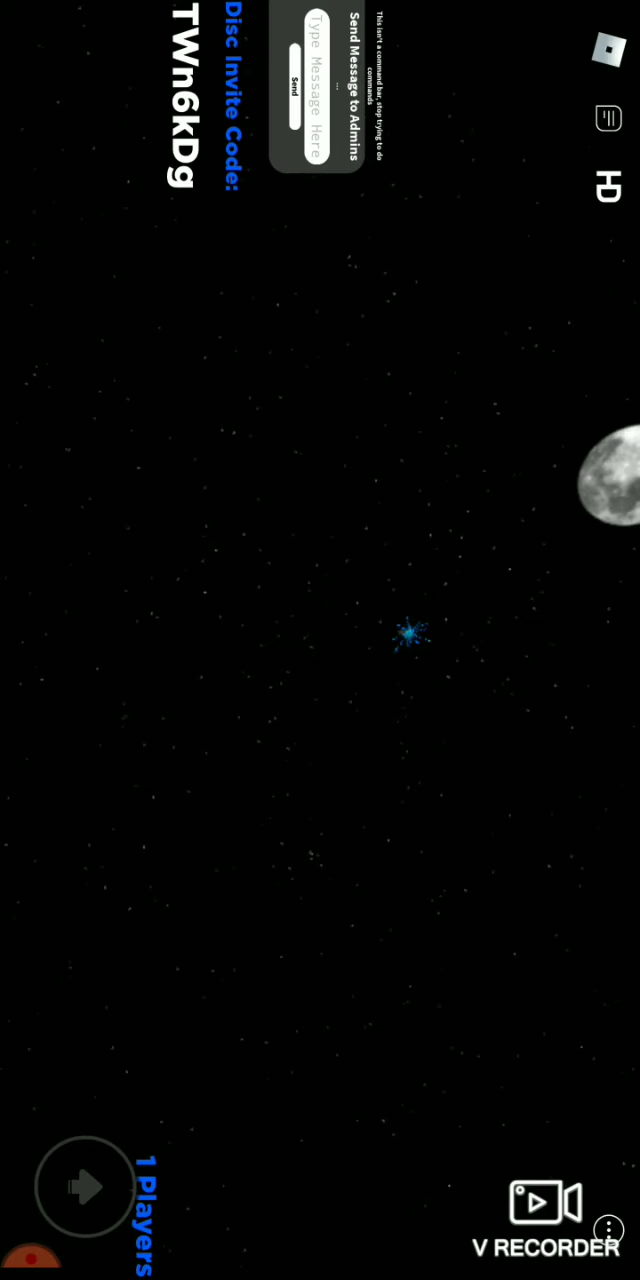 HD
This isn't a command bar, stop trying to do
commands
Send Message to Admins
...
Type Message Here
Send
Disc Invite Code:
TWn6kDg
1 Players
V RECORDER